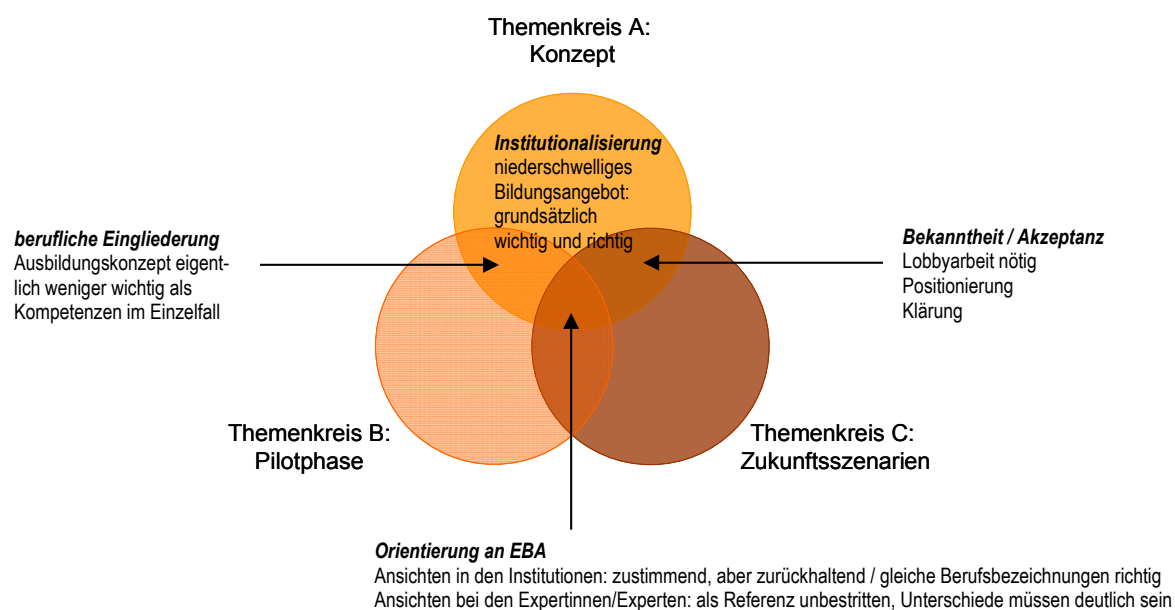 Themenkreis A:
Konzept
Institutionalisierung
niederschwelliges
Bildungsangebot:
grundsätzlich
wichtig und richtig
berufliche Eingliederung
Ausbildungskonzept eigent-
lich weniger wichtig als
Kompetenzen im Einzelfall
Bekanntheit / Akzeptanz
Lobbyarbeit nötig
Positionierung
Klärung
Themenkreis B:
Pilotphase
Themenkreis C:
Zukunftsszenarien
Orientierung an EBA
Ansichten in den Institutionen: zustimmend, aber zurückhaltend / gleiche Berufsbezeichnungen richtig
Ansichten bei den Expertinnen/Experten: als Referenz unbestritten, Unterschiede müssen deutlich sein